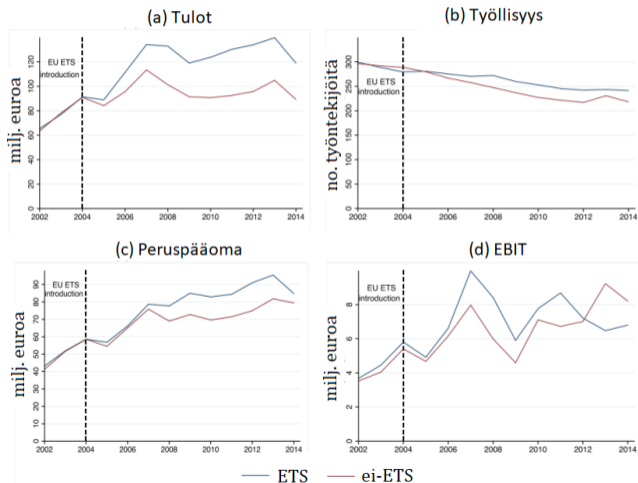 (a) Tulot
milj. euroa
0 20 40 60 80 100 120
EU ETS
introduction
2002 2004 2006 2008 2010 2012 2014
(b) Työllisyys
no. työntekijöitä
0 50 100 150 200 250 300
EU ETS
introduction
2002 2004 2006 2008 2010 2012 2014
(c) Peruspääoma
milj. euroa
0 10 20 30 40 50 60 70 80 90
EU ETS
introduction
2002 2004 2006 2008 2010 2012 2014
(d) EBIT
milj. euroa
0 2 4 6 8
EU ETS
introduction
2002 2004 2006 2008 2010 2012 2014
ETS
ei-ETS